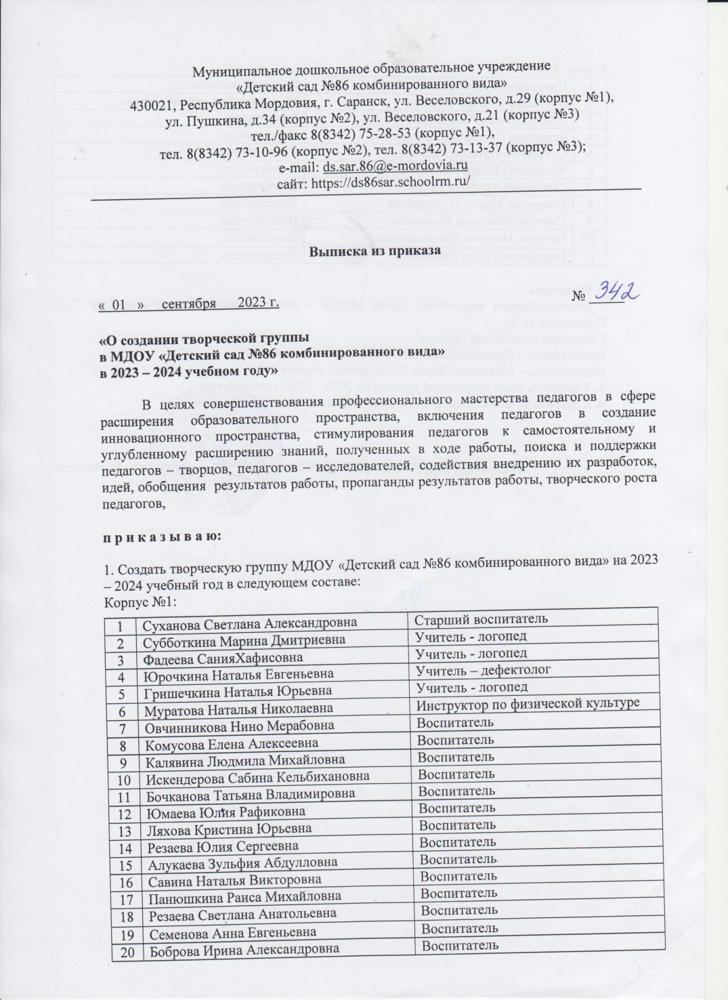 Муниципальное дошкольное образовательное учреждение
«Детский сад №86 комбинированного вида»
430021, Республика Мордовия, г. Саранск, ул. Веселовского, д.29 (корпус №1),
ул. Пушкина, д.34 (корпус №2), ул. Веселовского, д.21 (корпус №3)
тел./факс 8(8342) 75-28-53 (корпус №1),
тел. 8(8342) 73-10-96 (корпус №2), тел. 8(8342) 73-13-37 (корпус №3);
e-mail: ds.sar.86@e-mordovia.ru
сайт: https://ds86sar.schoolrm.ru/
Выписка из приказа
« 01 » сентября 2023 г. № 342
«О создании творческой группы
в МДОУ «Детский сад №86 комбинированного вида»
в 2023 – 2024 учебном году»
В целях совершенствования профессионального мастерства педагогов в сфере
расширения образовательного пространства, включения педагогов в создание
инновационного пространства, стимулирования педагогов к самостоятельному и
углубленному расширению знаний, полученных в ходе работы, поиска и поддержки
педагогов – творцов, педагогов – исследователей, содействия внедрению их разработок,
идей, обобщения результатов работы, пропаганды результатов работы, творческого роста
педагогов,
п р и к а з ы в а ю:
1. Создать творческую группу МДОУ «Детский сад №86 комбинированного вида» на 2023
– 2024 учебный год в следующем составе:
Корпус №1:
1 Суханова Светлана Александровна Старший воспитатель
2 Субботкина Марина Дмитриевна Учитель - логопед
3 Фадеева СанияХафисовна Учитель - логопед
4 Юрочкина Наталья Евгеньевна Учитель – дефектолог
5 Гришечкина Наталья Юрьевна Учитель - логопед
6 Муратова Наталья Николаевна Инструктор по физической культуре
7 Овчинникова Нино Мерабовна Воспитатель
8 Комусова Елена Алексеевна Воспитатель
9 Калявина Людмила Михайловна Воспитатель
10 Искендерова Сабина Кельбихановна Воспитатель
11 Бочканова Татьяна Владимировна Воспитатель
12 Юмаева Юлия Рафиковна Воспитатель
13 Ляхова Кристина Юрьевна Воспитатель
14 Резаева Юлия Сергеевна Воспитатель
15 Алукаева Зульфия Абдулловна Воспитатель
16 Савина Наталья Викторовна Воспитатель
17 Панюшкина Раиса Михайловна Воспитатель
18 Резаева Светлана Анатольевна Воспитатель
19 Семенова Анна Евгеньевна Воспитатель
20 Боброва Ирина Александровна Воспитатель